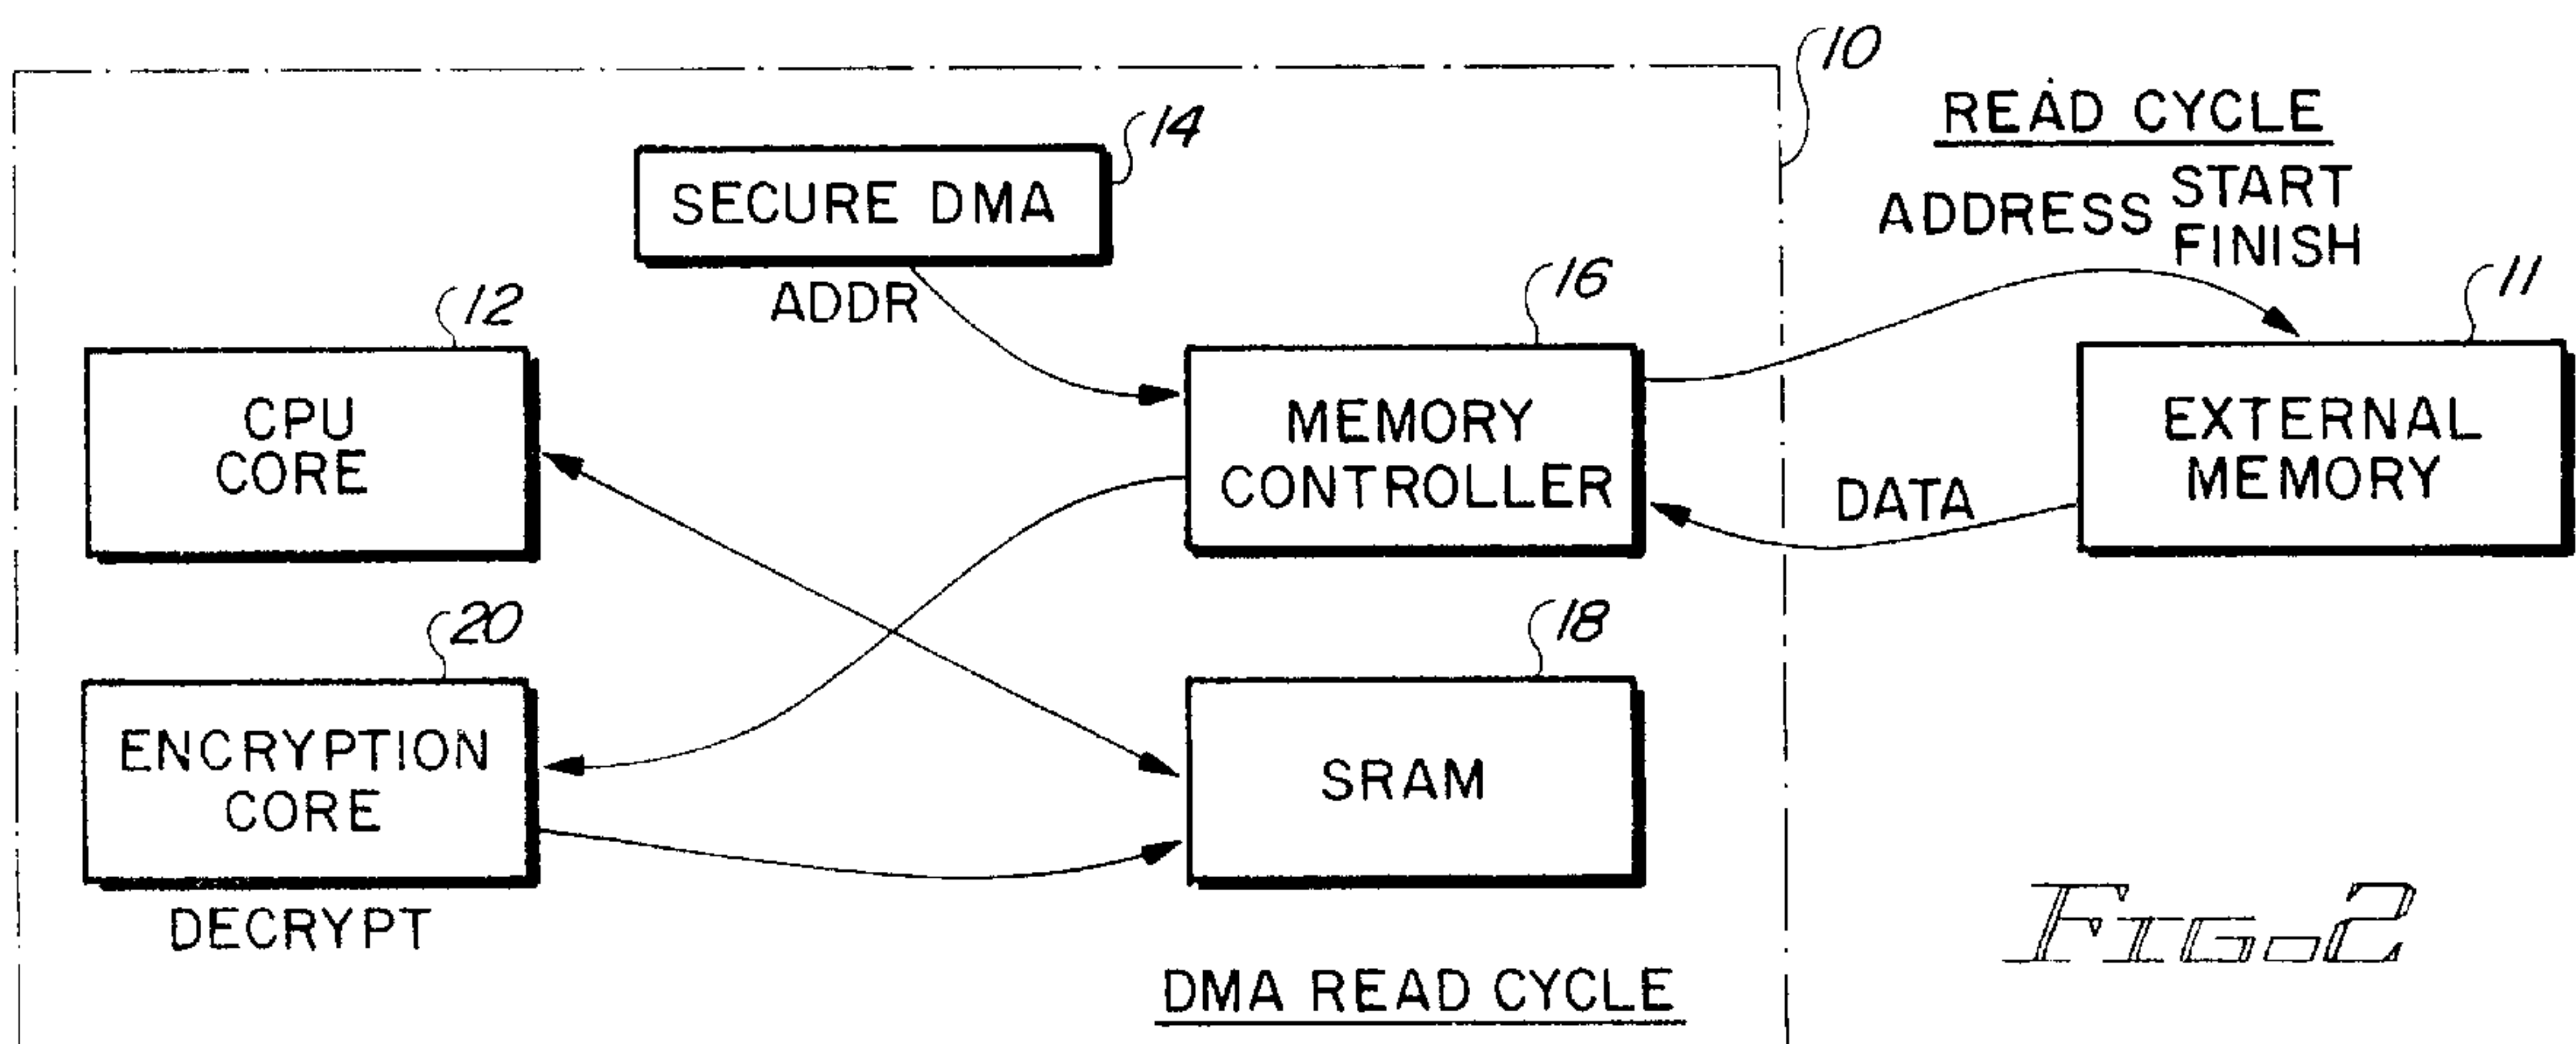 10
READ CYCLE
14
SECURE DMA
ADDRESS START
FINISH
ADDR
12
16
11
CPU
CORE
MEMORY
CONTROLLER
EXTERNAL
MEMORY
DATA
20
18
ENCRYPTION
CORE
SRAM
DECRYPT
DMA READ CYCLE
FIG. 2